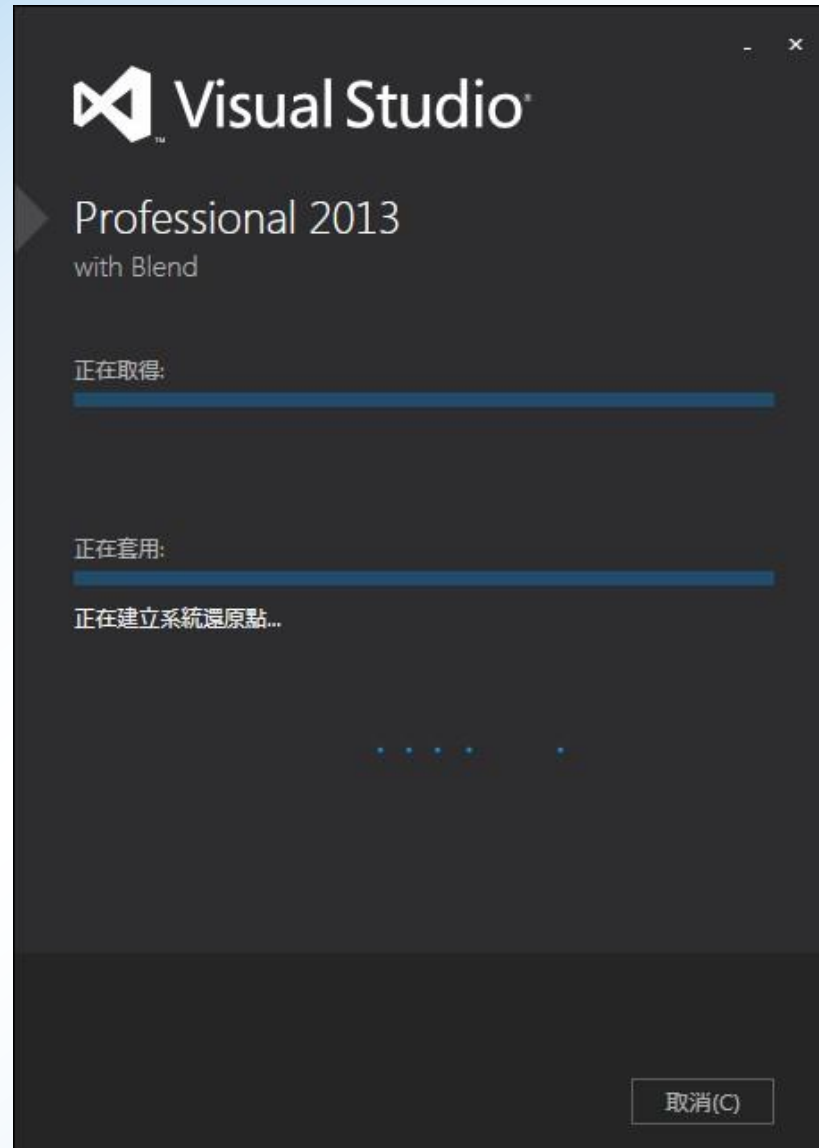 Visual Studio®
Professional 2013
with Blend
正在取得:
正在套用:
正在建立系統還原點...
取消(C)